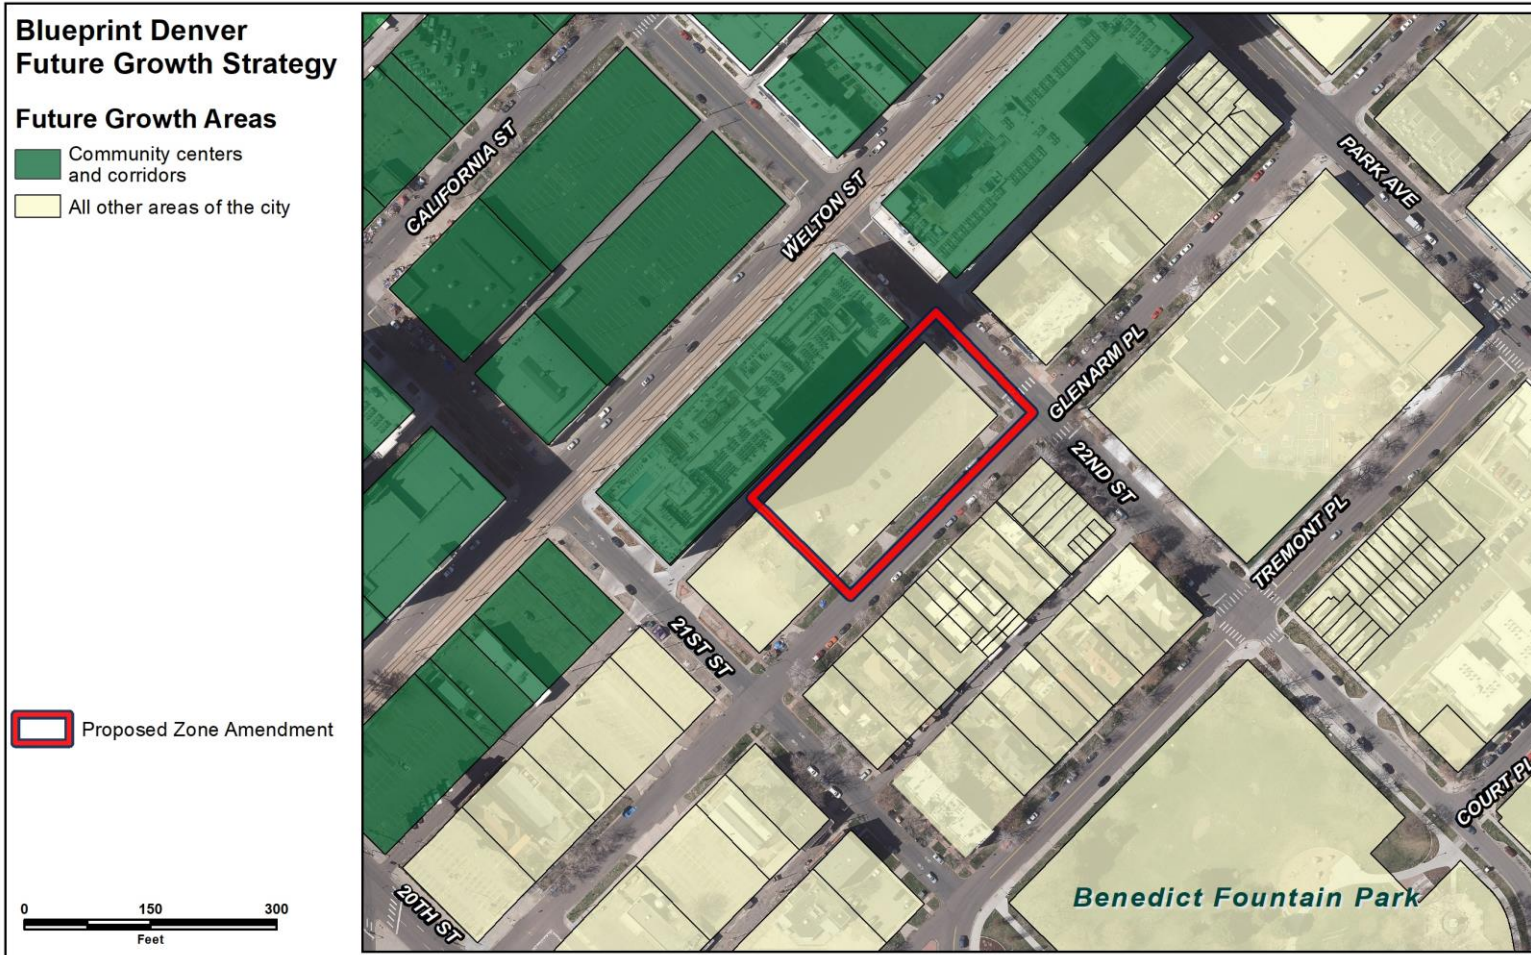 Blueprint Denver
Future Growth Strategy
Future Growth Areas
Community centers
and corridors
All other areas of the city
Proposed Zone Amendment
0 150 300
Feet
CALIFORNIA ST
WELTON ST
PARK AVE
GLENARM PL
22ND ST
TREMONT PL
21ST ST
COURT PL
20TH ST
Benedict Fountain Park